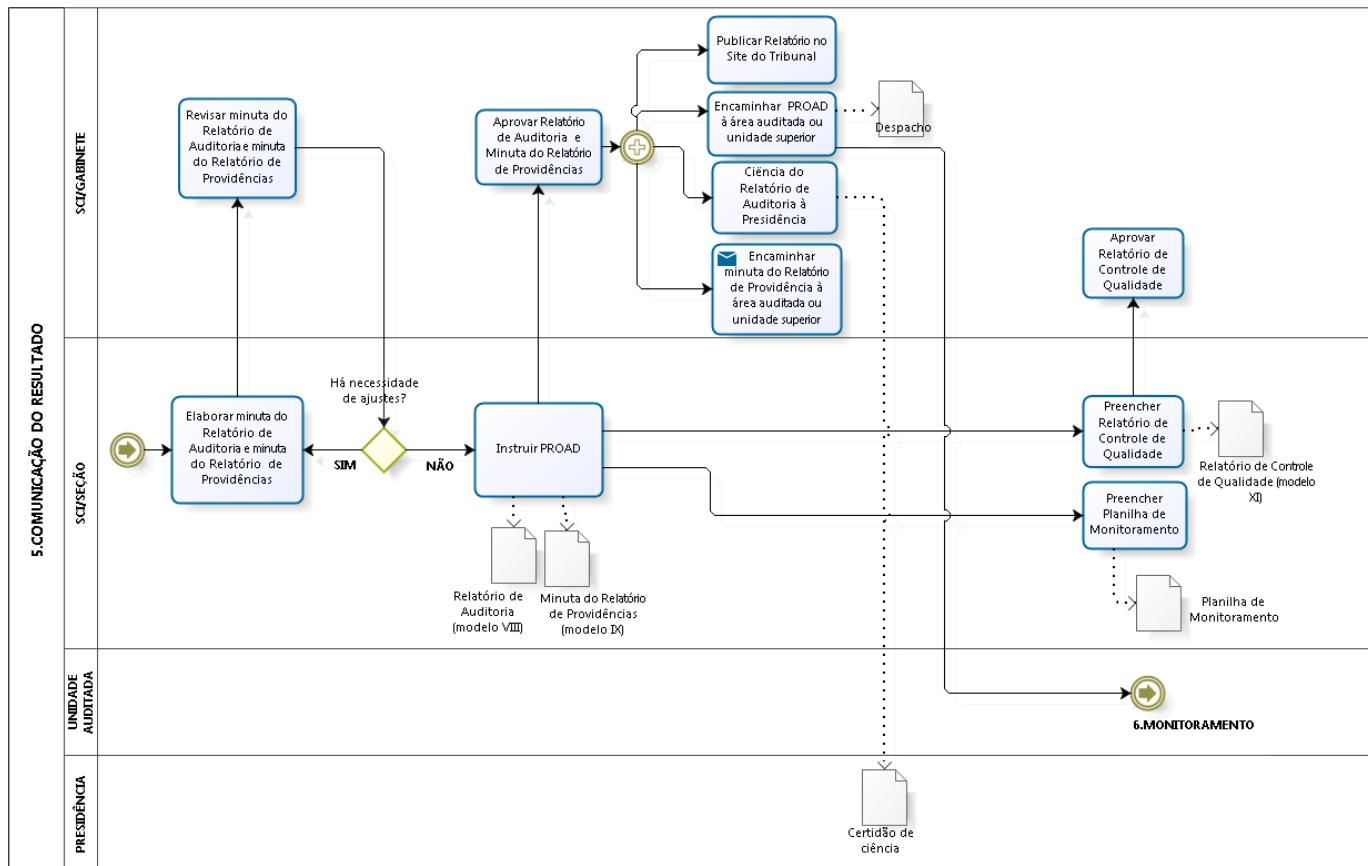 5.COMUNICAÇÃO DO RESULTADO
SCI/GABINETE
Revisar minuta do
Relatório de
Auditoria e minuta
do Relatório de
Providências
Aprovar Relatório
de Auditoria e
Minuta do Relatório
de Providências
Publicar Relatório no
Site do Tribunal
Encaminhar PROAD
à área auditada ou
unidade superior
Despacho
Ciência do
Relatório de
Auditoria à
Presidência
Encaminhar
minuta do Relatório
de Providência à
área auditada ou
unidade superior
Aprovar
Relatório de
Controle de
Qualidade
SCI/SEÇÃO
Elaborar minuta do
Relatório de
Auditoria e minuta
do Relatório de
Providências
Há necessidade
de ajustes?
SIM
NÃO
Instruir PROAD
Relatório de
Auditoria
(modelo VIII)
Minuta do Relatório
de Providências
(modelo IX)
Preencher
Relatório de
Controle de
Qualidade
Relatório de Controle
de Qualidade (modelo
XI)
Preencher
Planilha de
Monitoramento
Planilha de
Monitoramento
UNIDADE
AUDITADA
6.MONITORAMENTO
PRESIDÊNCIA
Certidão de
ciência